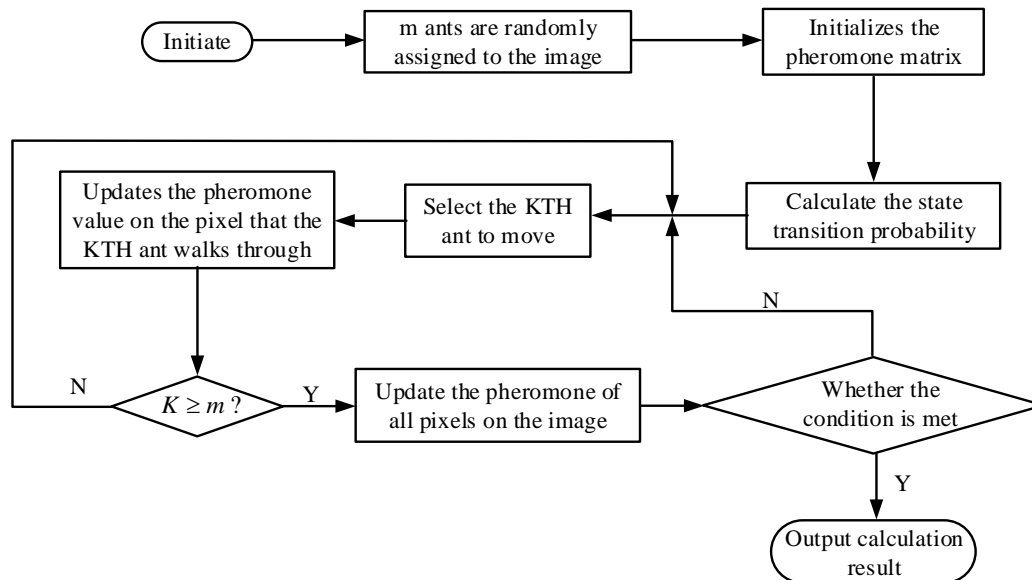 Initiate
m ants are randomly
assigned to the image
Initializes the
pheromone matrix
Updates the pheromone
value on the pixel that the
KTH ant walks through
Select the KTH
ant to move
Calculate the state
transition probability
N
N
K ≥ m ?
Y
Update the pheromone of
all pixels on the image
Whether the
condition is met
Y
Output calculation
result